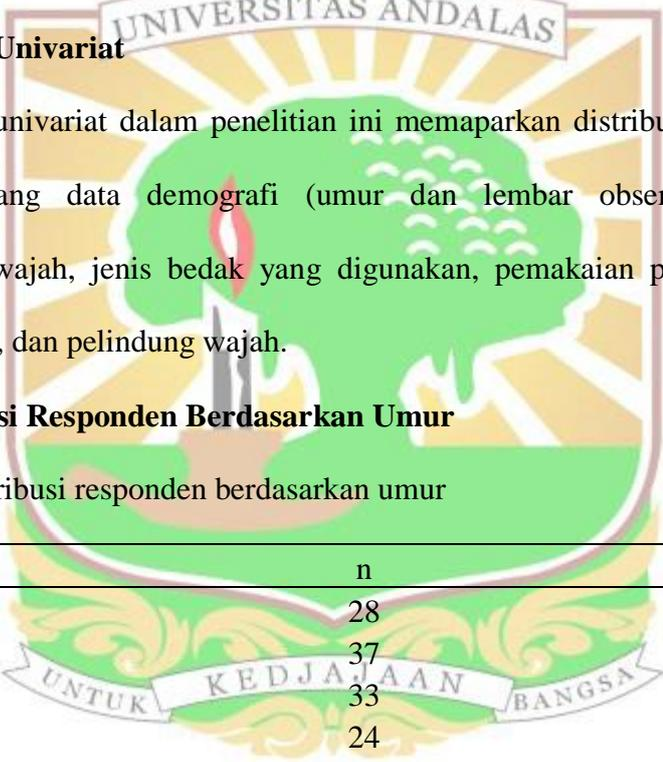 UNIVERSITAS ANDALAS
Univariat
univariat dalam penelitian ini memaparkan distribu
ang data demografi (umur dan lembar obser
wajah, jenis bedak yang digunakan, pemakaian p
, dan pelindung wajah.
si Responden Berdasarkan Umur
ribusi responden berdasarkan umur
n
28
37
33
24
UNTUK KEDJAJAAN BANGSA